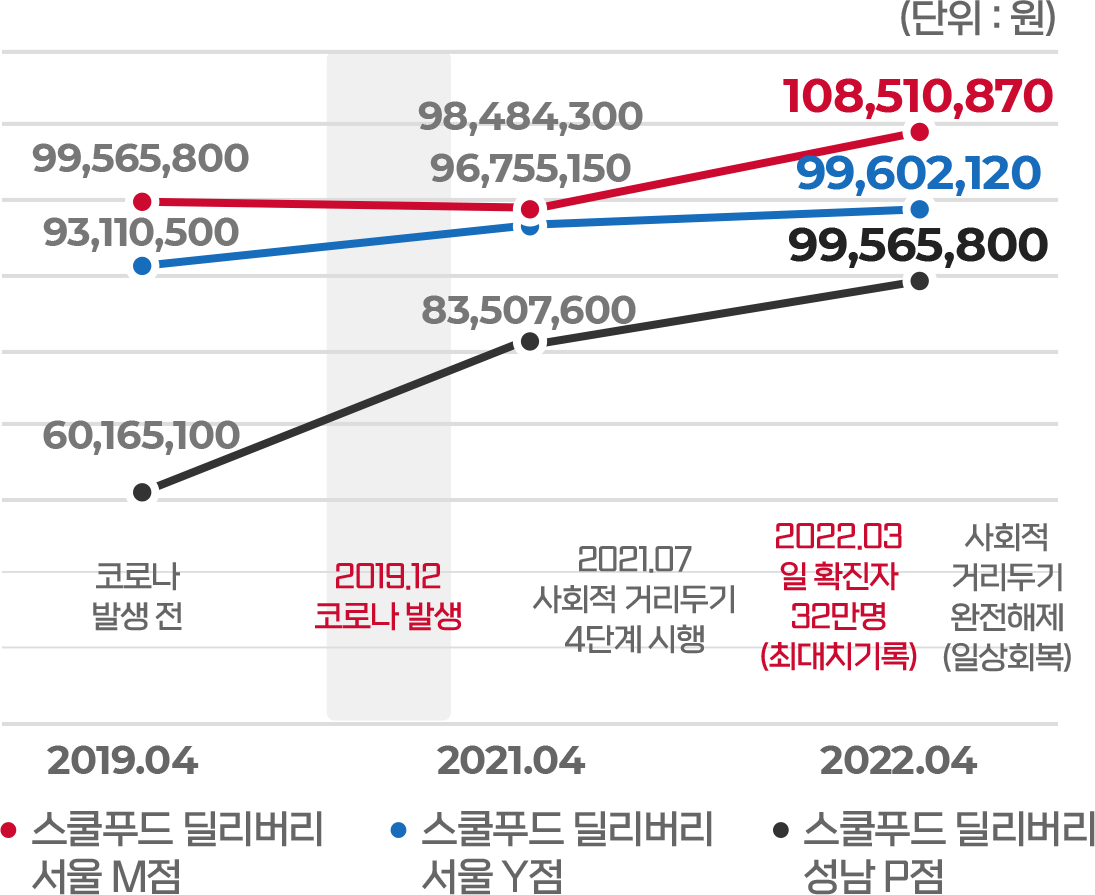 (단위 : 원)
108,510,870
98,484,300
99,565,800
96,755,150
99,602,120
93,110,500
99,565,800
83,507,600
60,165,100
코로나
발생 전
2019.12
코로나 발생
2021.07
사회적 거리두기
4단계 시행
2022.03
일 확진자
32만명
(최대치기록)
사회적
거리두기
완전해제
(일상회복)
2019.04
2021.04
2022.04
스쿨푸드 딜리버리
서울 M점
스쿨푸드 딜리버리
서울 Y점
스쿨푸드 딜리버리
성남 P점